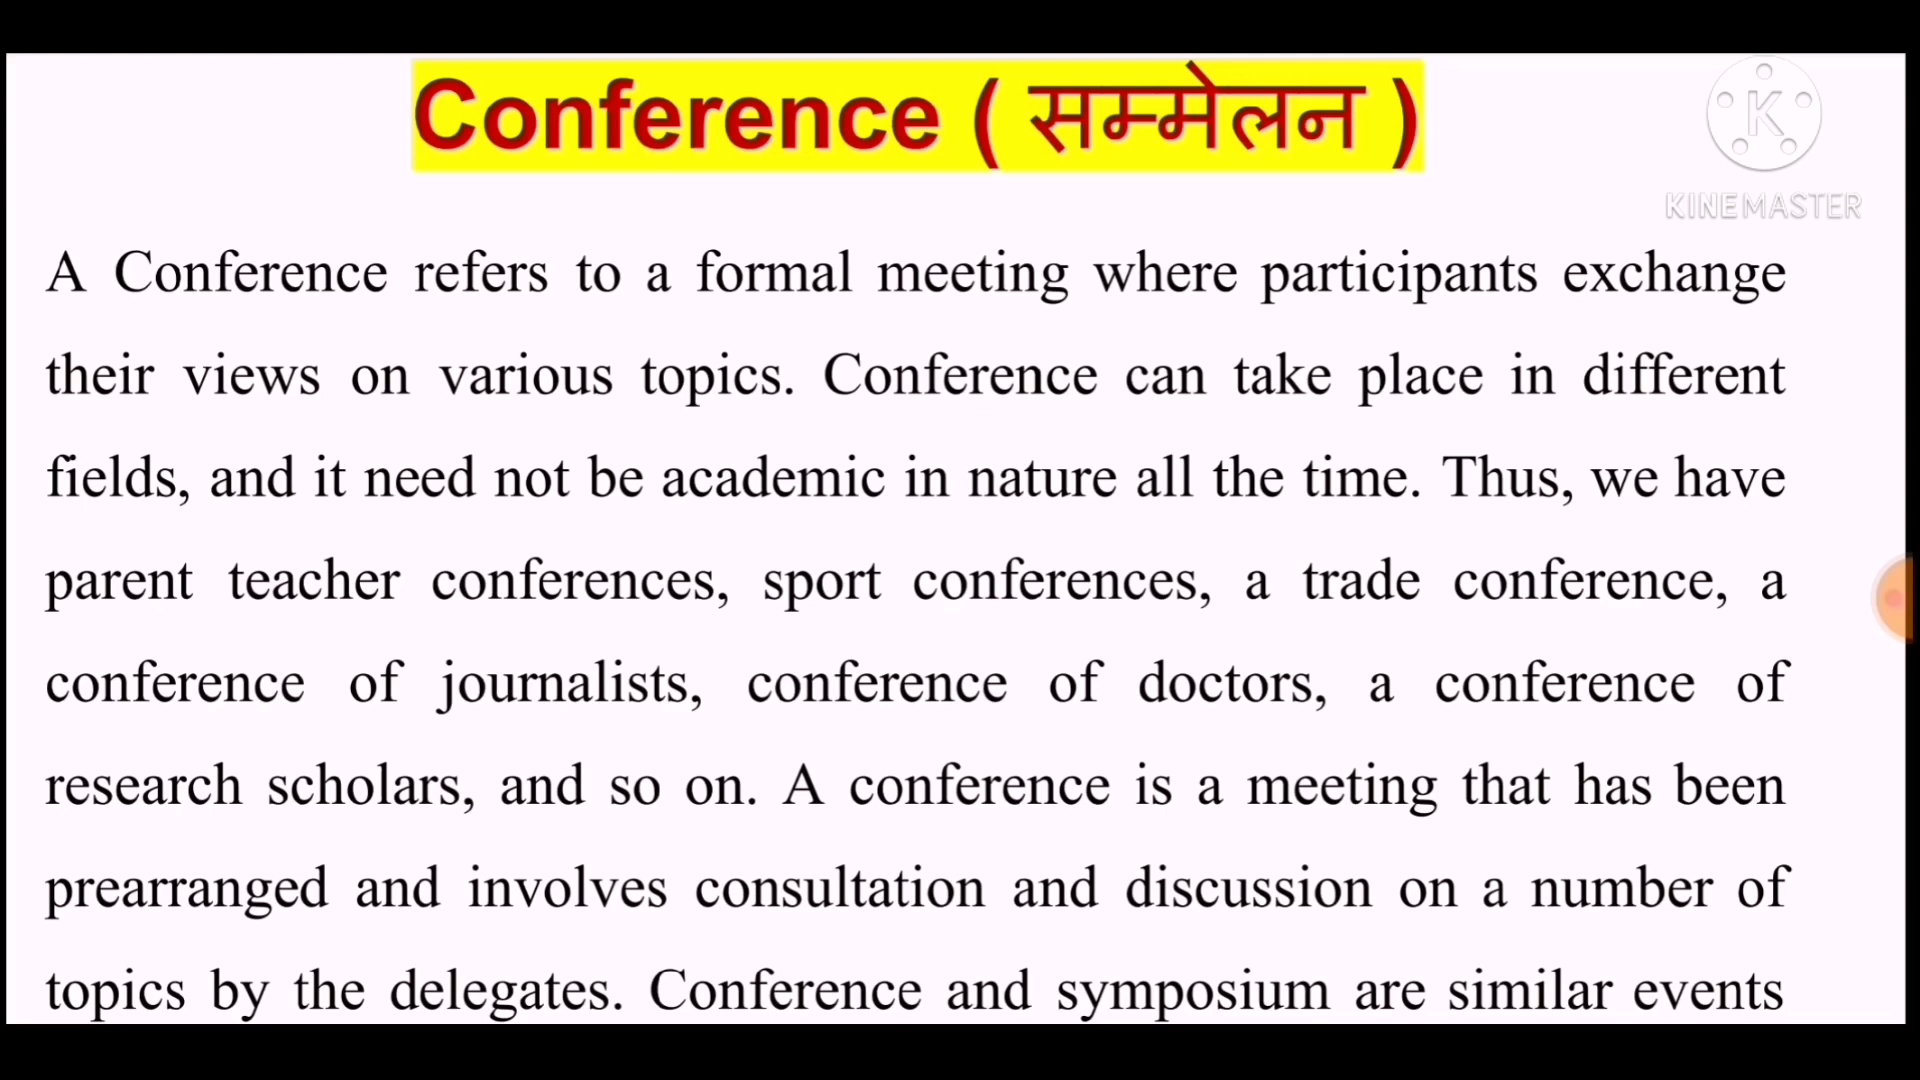 Conference ( सम्मेलन )
K
KINEMASTER
A Conference refers to a formal meeting where participants exchange
their views on various topics. Conference can take place in different
fields, and it need not be academic in nature all the time. Thus, we have
parent teacher conferences, sport conferences, a trade conference, a
conference of journalists, conference of doctors, a conference of
research scholars, and so on. A conference is a meeting that has been
prearranged and involves consultation and discussion on a number of
topics by the delegates. Conference and symposium are similar events